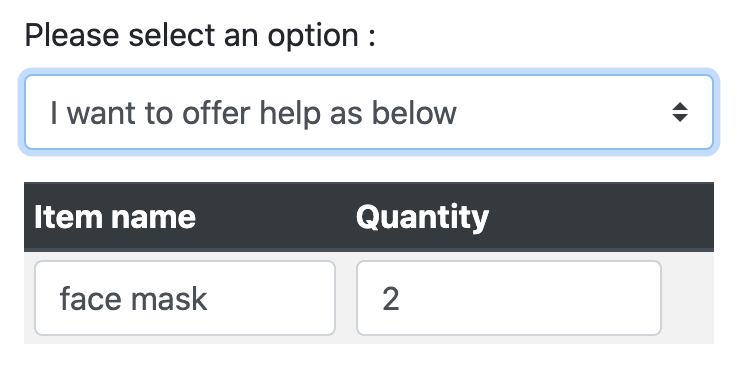 Please select an option :
I want to offer help as below
Item name Quantity
face mask 2